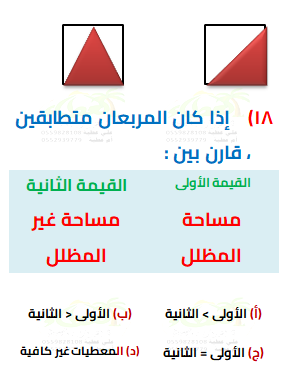 ١٨) إذا كان المربعان متطابقين
، قارن بين :
القيمة الأولى القيمة الثانية
مساحة مساحة غير
المظلل المظلل
(أ) الأولى > الثانية (ب) الأولى < الثانية
(ج) الأولى = الثانية (د) المعطيات غير كافية